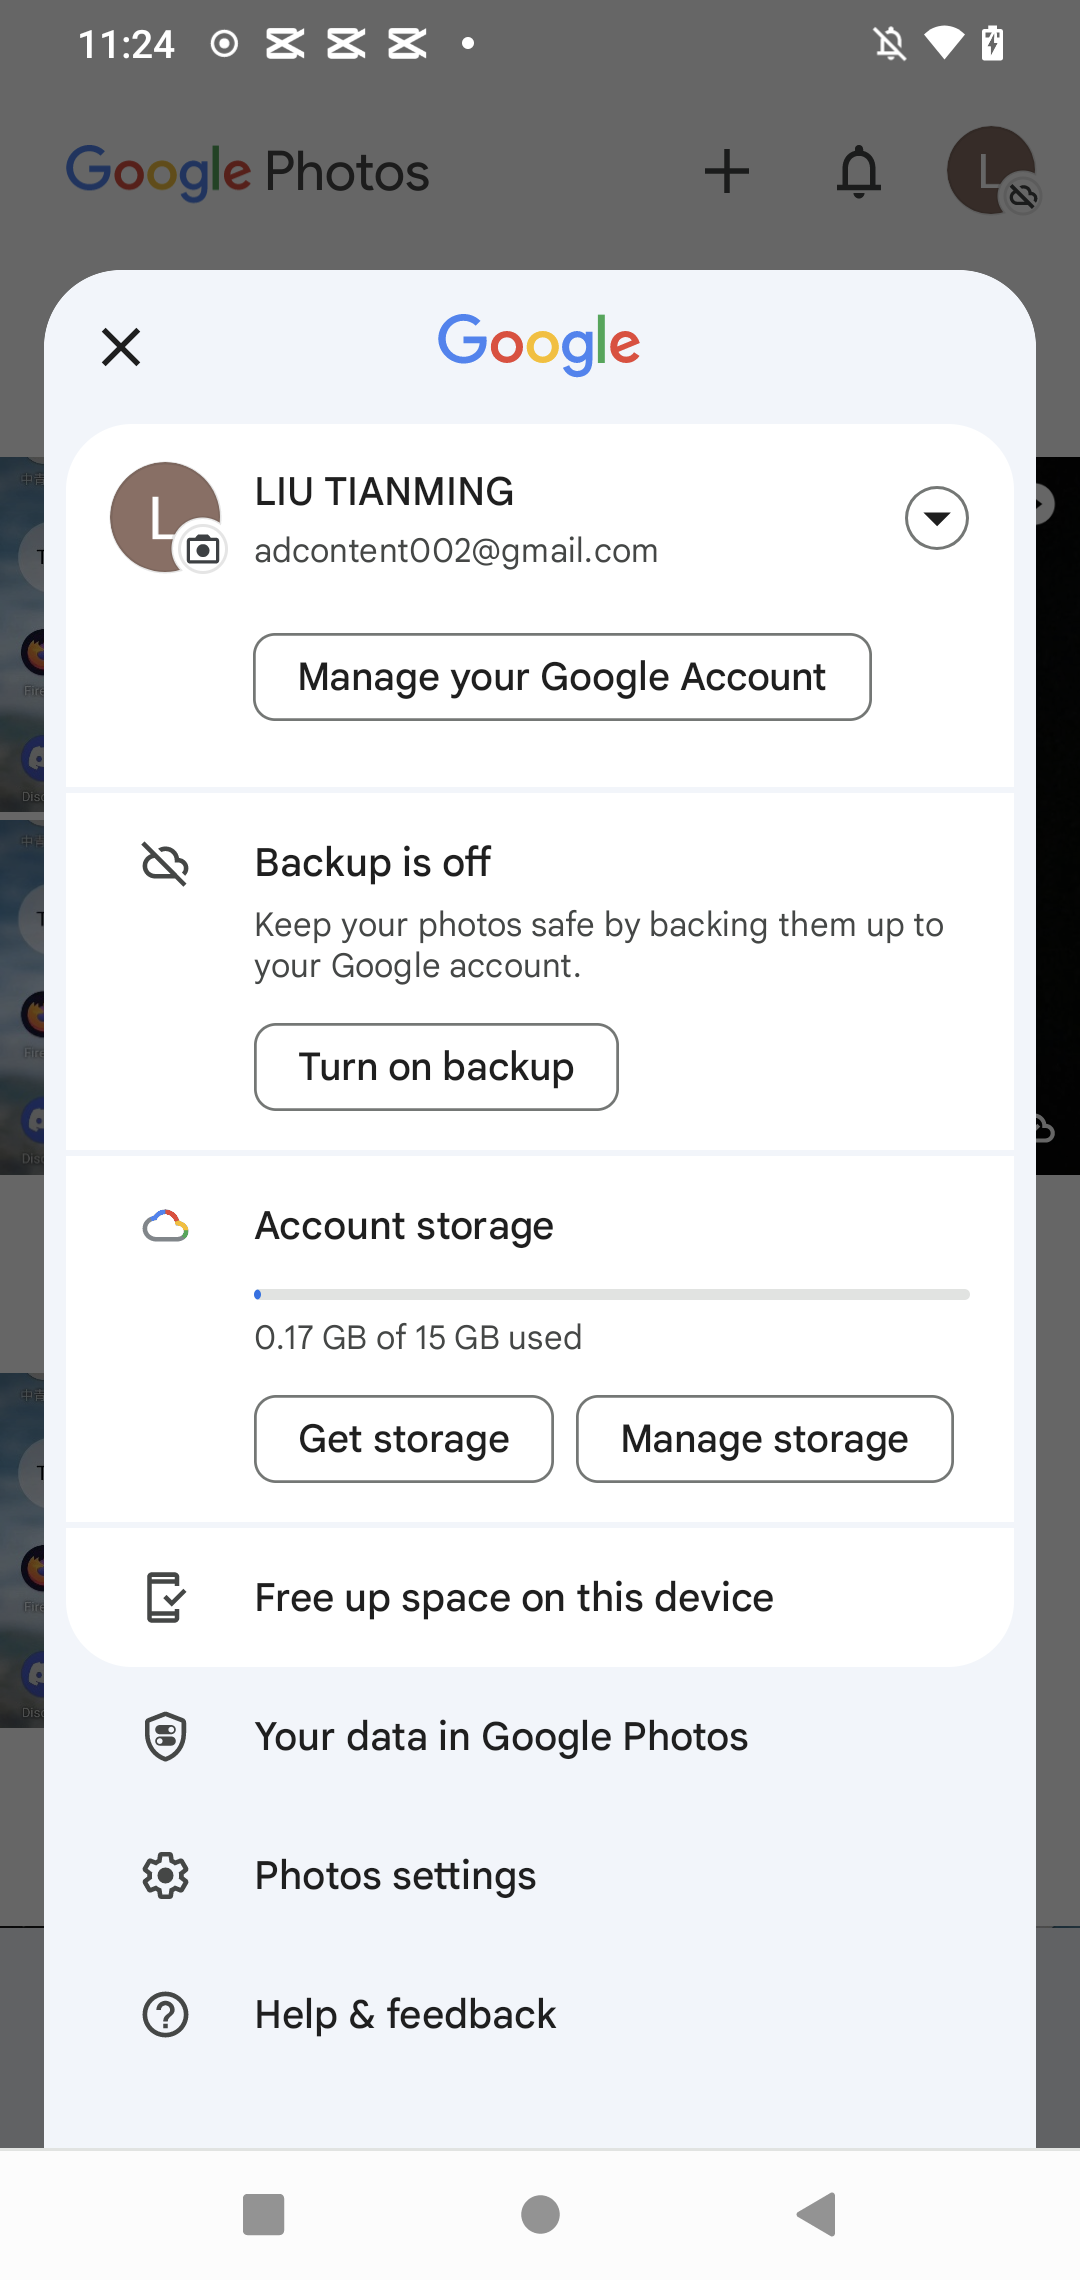 11:24
Google Photos
L
Google
L
LIU TIANMING
adcontent002@gmail.com
Manage your Google Account
Backup is off
Keep your photos safe by backing them up to
your Google account.
Turn on backup
Account storage
0.17 GB of 15 GB used
Get storage
Manage storage
Free up space on this device
Your data in Google Photos
Photos settings
Help & feedback